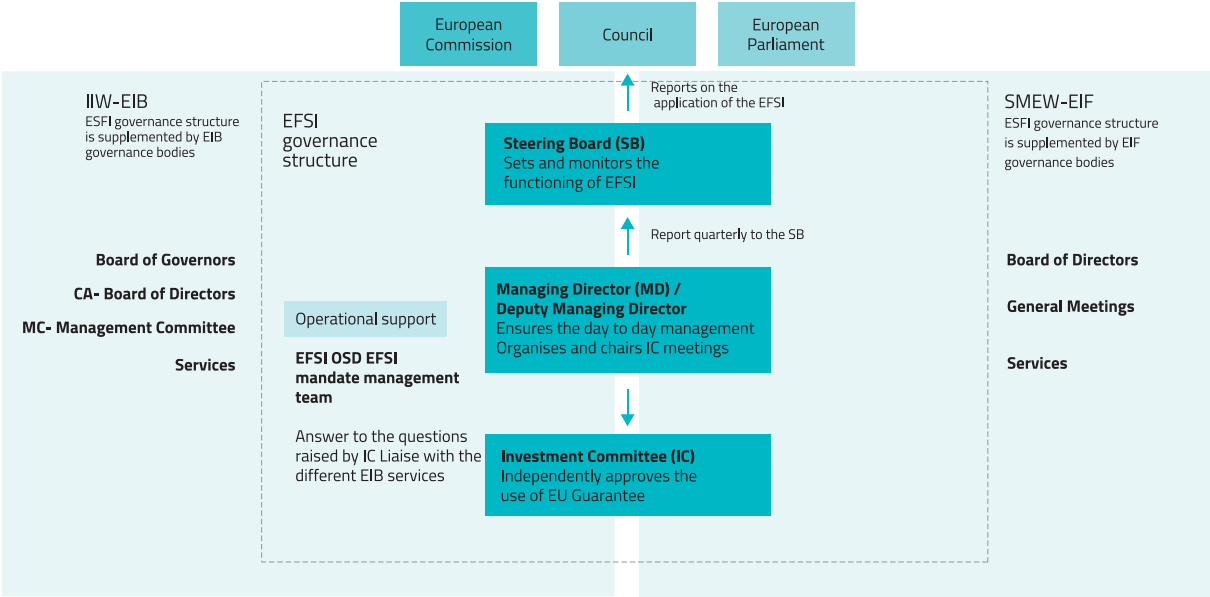 European
Commission
Council
European
Parliament
IIW-EIB
ESFI governance structure
is supplemented by EIB
governance bodies
Board of Governors
CA- Board of Directors
MC- Management Committee
Services
EFSI
governance
structure
Reports on the
application of the EFSI
Steering Board (SB)
Sets and monitors the
functioning of EFSI
Report quarterly to the SB
Managing Director (MD) /
Deputy Managing Director
Ensures the day to day management
Organises and chairs IC meetings
Operational support
EFSI OSD EFSI
mandate management
team
Answer to the questions
raised by IC Liaise with the
different EIB services
Investment Committee (IC)
Independently approves the
use of EU Guarantee
SMEW-EIF
ESFI governance structure
is supplemented by EIF
governance bodies
Board of Directors
General Meetings
Services